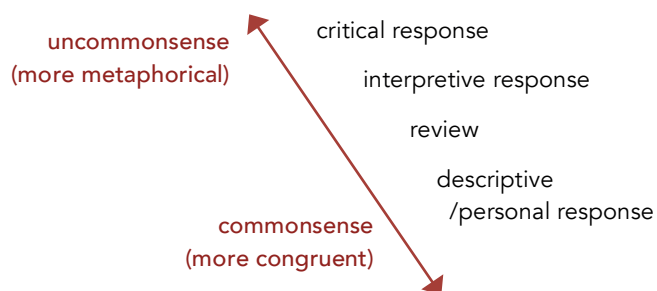 uncommonsense
(more metaphorical)
critical response
interpretive response
review
descriptive
/personal response
commonsense
(more congruent)